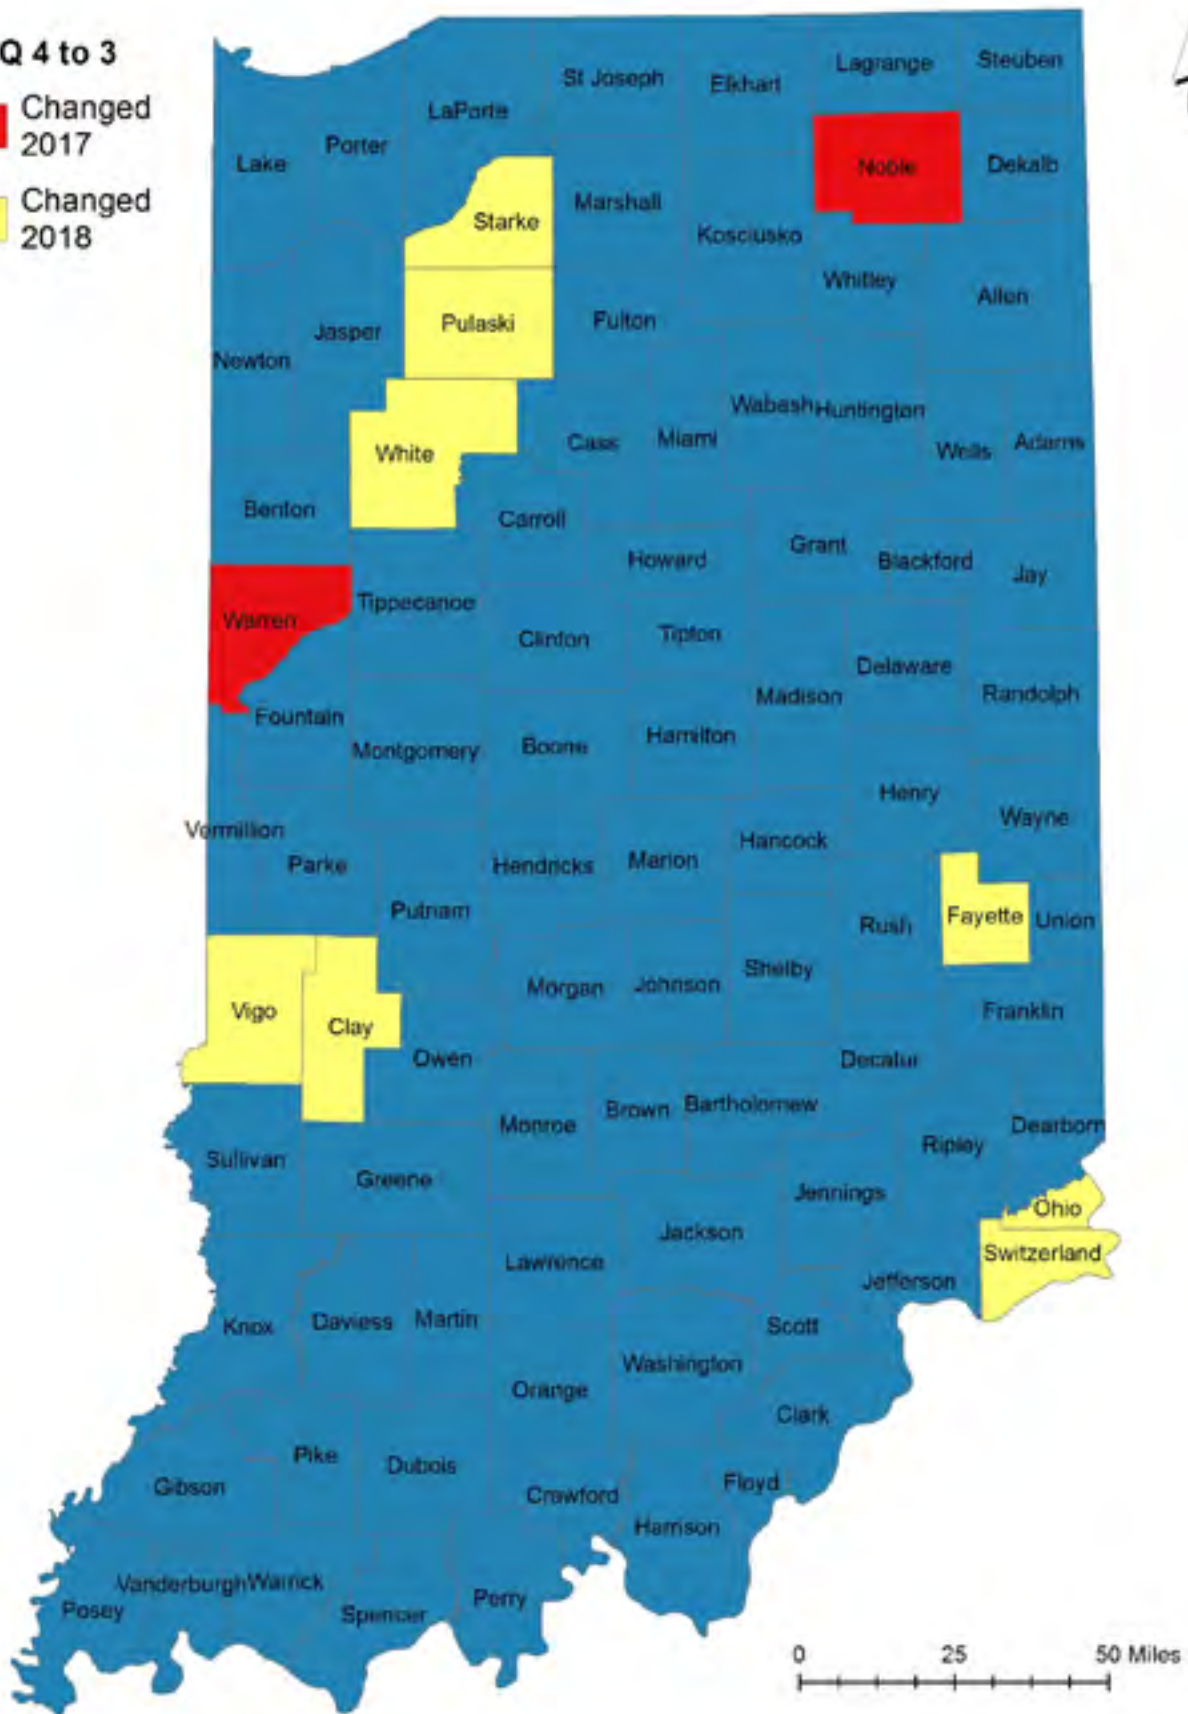 Q 4 to 3
Changed
2017
Changed
2018
St Joseph
Elkhart
Lagrange
Steuben
LaPorte
Porter
Lake
Noble
Dekalb
Starke
Marshall
Kosciusko
Whitley
Allen
Pulaski
Fulton
Jasper
Newton
Wabash
Huntington
White
Cass
Miami
Wells
Adams
Benton
Carroll
Howard
Grant
Blackford
Jay
Warren
Tippecanoe
Clinton
Tipton
Delaware
Madison
Randolph
Fountain
Montgomery
Boone
Hamilton
Henry
Wayne
Vermillion
Parke
Hendricks
Marion
Hancock
Putnam
Rush
Fayette
Union
Vigo
Clay
Morgan
Johnson
Shelby
Franklin
Owen
Decatur
Monroe
Brown
Bartholomew
Dearborn
Ripley
Sullivan
Greene
Jennings
Ohio
Jackson
Lawrence
Switzerland
Jefferson
Knox
Daviess
Martin
Scott
Washington
Orange
Clark
Pike
Dubois
Gibson
Crawford
Floyd
Harrison
Posey
Vanderburgh
Warrick
Spencer
Perry
0 25 50 Miles